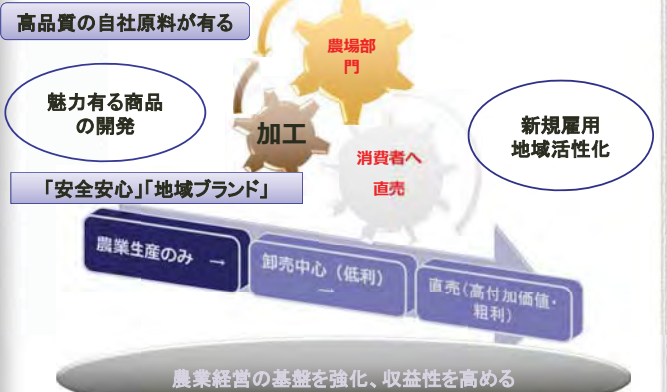 高品質の自社原料が有る
農場部
門
魅力有る商品
の開発
加工
新規雇用
地域活性化
消費者へ
直売
「安全安心」「地域ブランド」
農業生産のみ →
卸売中心（低利）
→
直売（高付加価値・
粗利）
農業経営の基盤を強化、収益性を高める